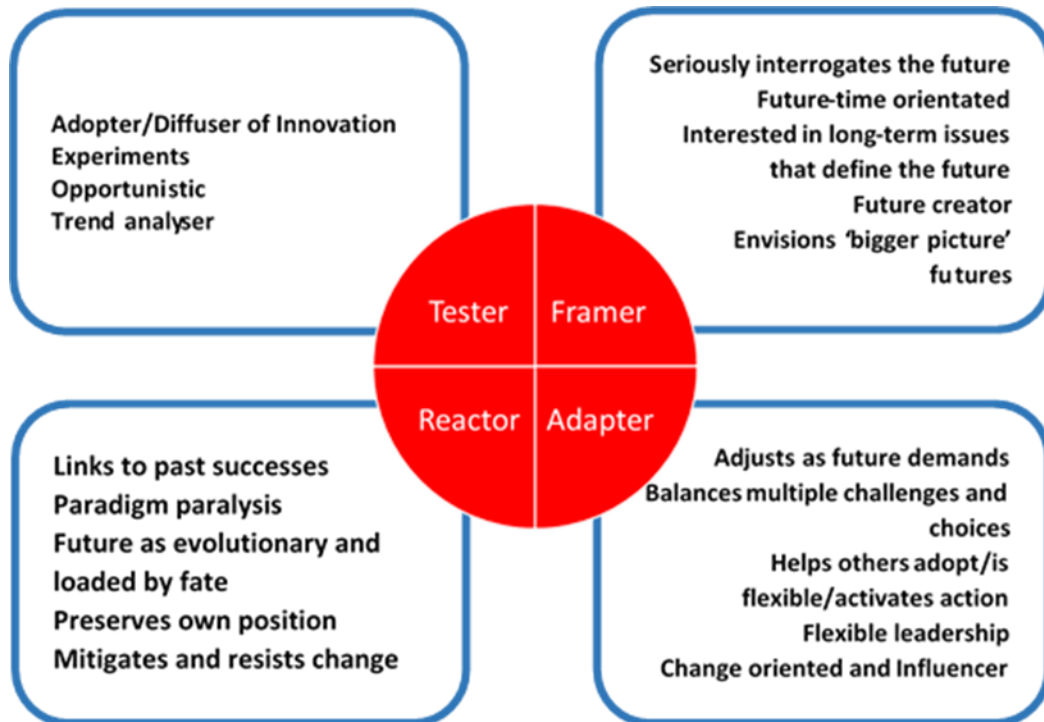 Adopter/Diffuser of Innovation
Experiments
Opportunistic
Trend analyser
Seriously interrogates the future
Future-time orientated
Interested in long-term issues
that define the future
Future creator
Envisions ‘bigger picture’
futures
Tester
Framer
Reactor
Adapter
Links to past successes
Paradigm paralysis
Future as evolutionary and
loaded by fate
Preserves own position
Mitigates and resists change
Adjusts as future demands
Balances multiple challenges and
choices
Helps others adopt/is
flexible/activates action
Flexible leadership
Change oriented and Influencer